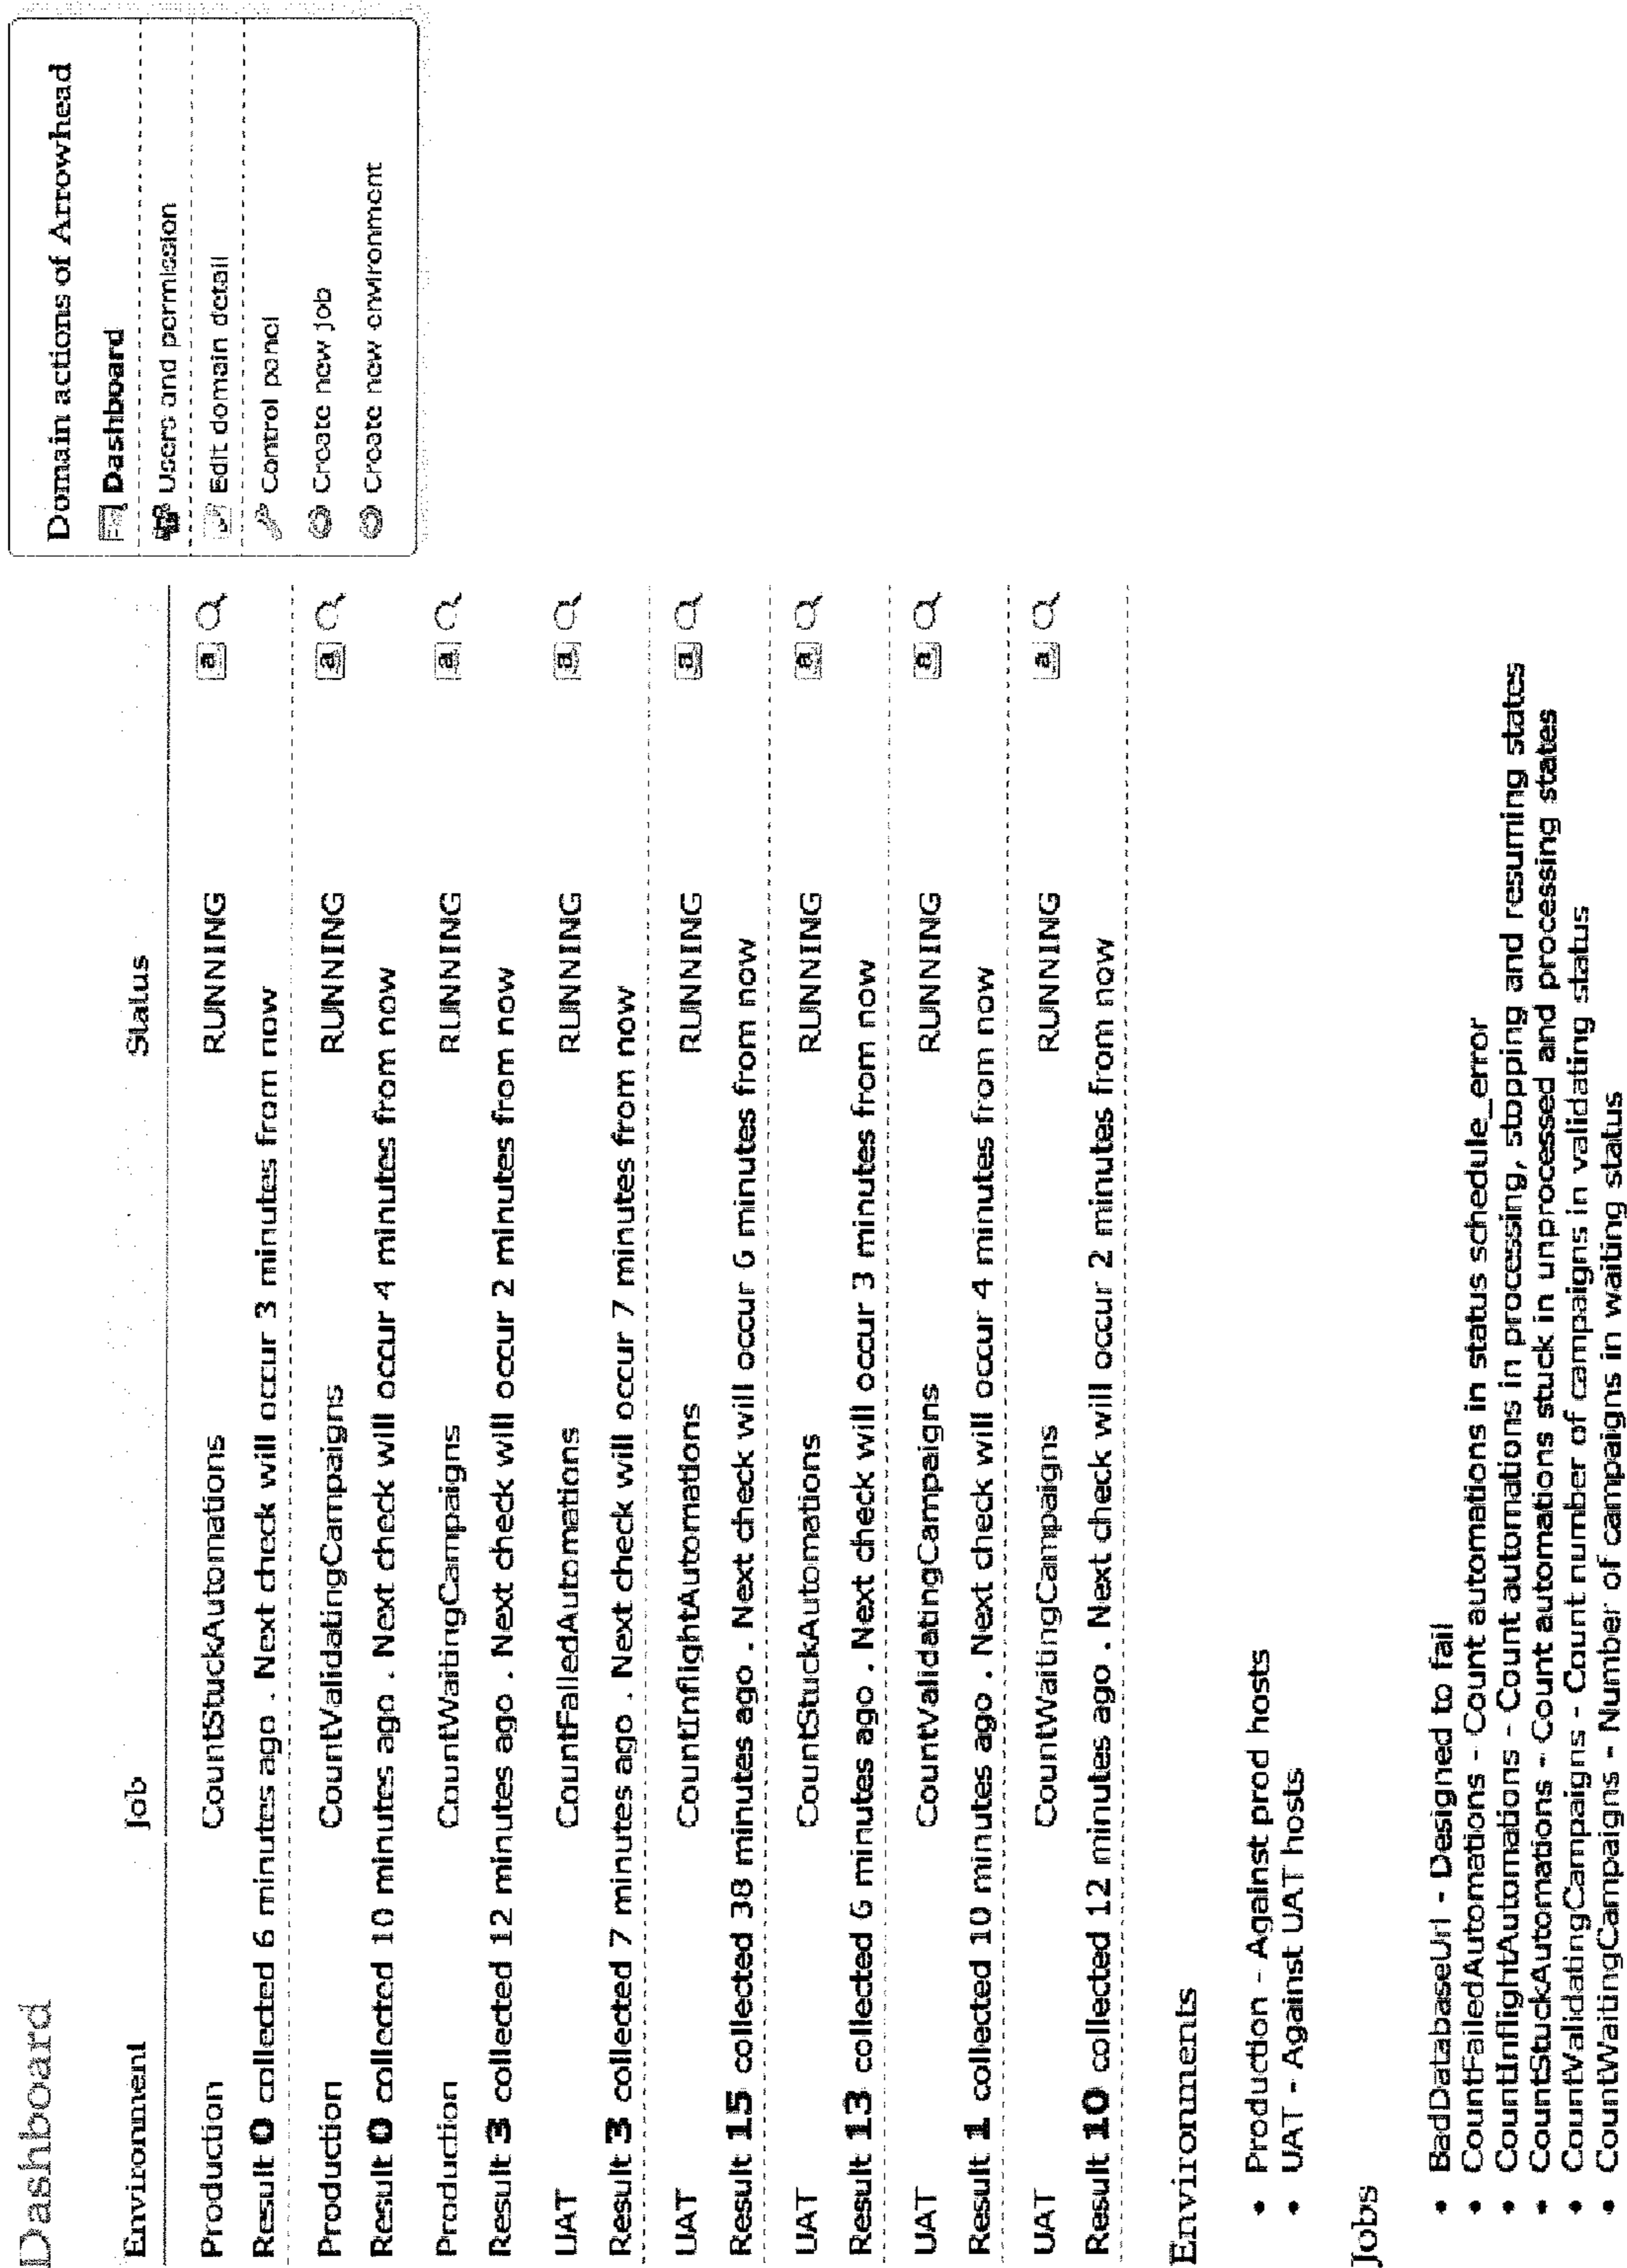 Dashboard
Environment Job Status
Production CountStuckAutomations RUNNING a
Result 0 collected 6 minutes ago . Next check will occur 3 minutes from now
Production CountValidatingCampaigns RUNNING a
Result 0 collected 10 minutes ago . Next check will occur 4 minutes from now
Production CountWaitingCampaigns RUNNING a
Result 3 collected 12 minutes ago . Next check will occur 2 minutes from now
UAT CountFailedAutomations RUNNING a
Result 3 collected 7 minutes ago . Next check will occur 7 minutes from now
UAT CountInflightAutomations RUNNING a
Result 15 collected 38 minutes ago . Next check will occur 6 minutes from now
UAT CountStuckAutomations RUNNING a
Result 13 collected 6 minutes ago . Next check will occur 3 minutes from now
UAT CountValidatingCampaigns RUNNING a
Result 1 collected 10 minutes ago . Next check will occur 4 minutes from now
UAT CountWaitingCampaigns RUNNING a
Result 10 collected 12 minutes ago . Next check will occur 2 minutes from now
Environments
• Production - Against prod hosts
• UAT - Against UAT hosts
Jobs
• BadDatabaseUrl - Designed to fail
• CountFailedAutomations - Count automations in status schedule_error
• CountInflightAutomations - Count automations in processing, stopping and resuming states
• CountStuckAutomations - Count automations stuck in unprocessed and processing states
• CountValidatingCampaigns - Count number of campaigns in validating status
• CountWaitingCampaigns - Number of campaigns in waiting status
Domain actions of Arrowhead
Dashboard
Users and permission
Edit domain detail
Control panel
Create new job
Create new environment